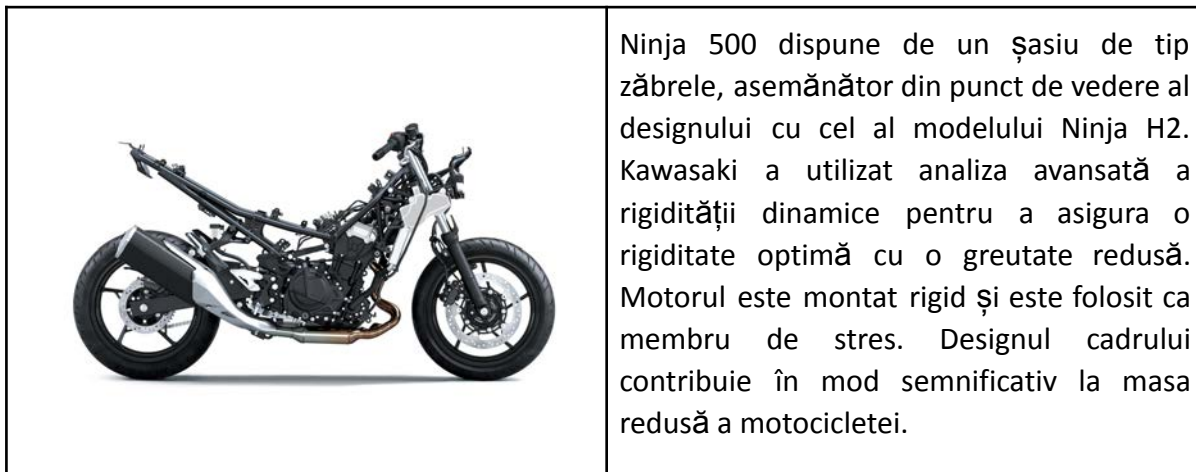 Ninja 500 dispune de un șasiu de tip
zăbrele, asemănător din punct de vedere al
designului cu cel al modelului Ninja H2.
Kawasaki a utilizat analiza avansată a
rigidității dinamice pentru a asigura o
rigiditate optimă cu o greutate redusă.
Motorul este montat rigid și este folosit ca
membru de stres. Designul cadrului
contribuie în mod semnificativ la masa
redusă a motocicletei.